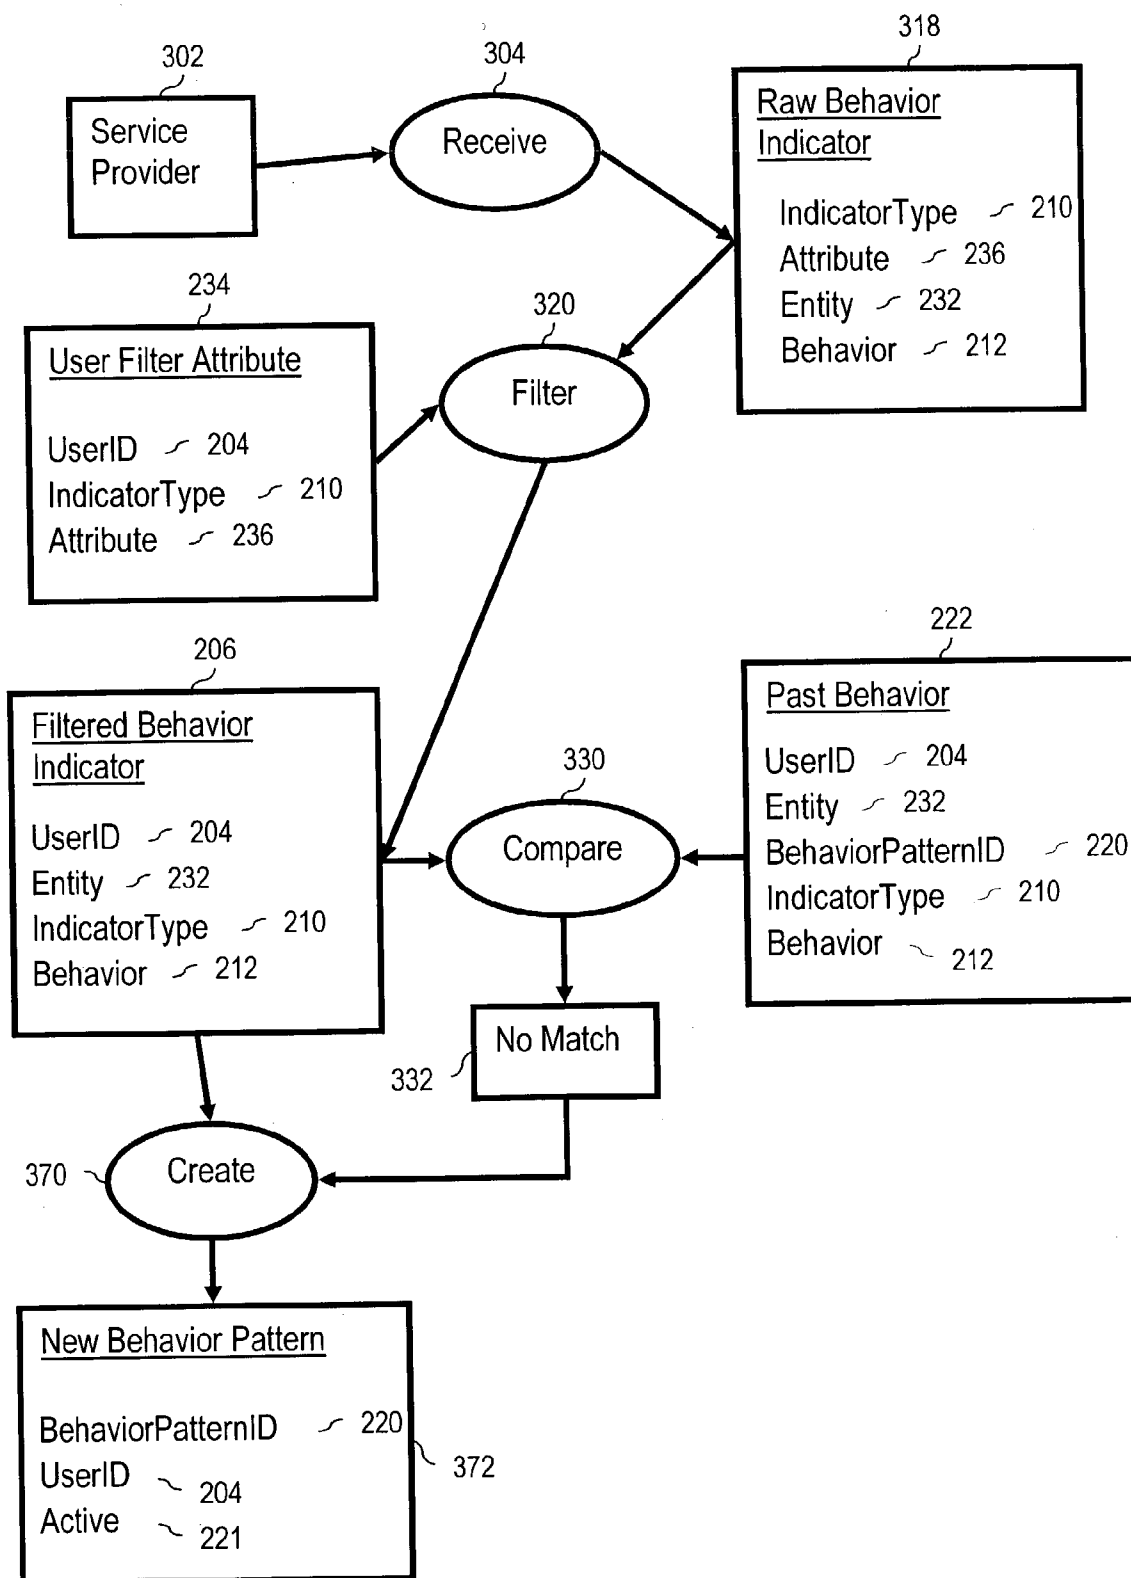 302
Service
Provider
304
Receive
318
Raw Behavior
Indicator
IndicatorType 210
Attribute 236
Entity 232
Behavior 212
234
User Filter Attribute
UserID 204
IndicatorType 210
Attribute 236
320
Filter
206
Filtered Behavior
Indicator
UserID 204
Entity 232
IndicatorType 210
Behavior 212
330
Compare
222
Past Behavior
UserID 204
Entity 232
BehaviorPatternID 220
IndicatorType 210
Behavior 212
No Match
332
370
Create
New Behavior Pattern
BehaviorPatternID 220
UserID 204
Active 221
372